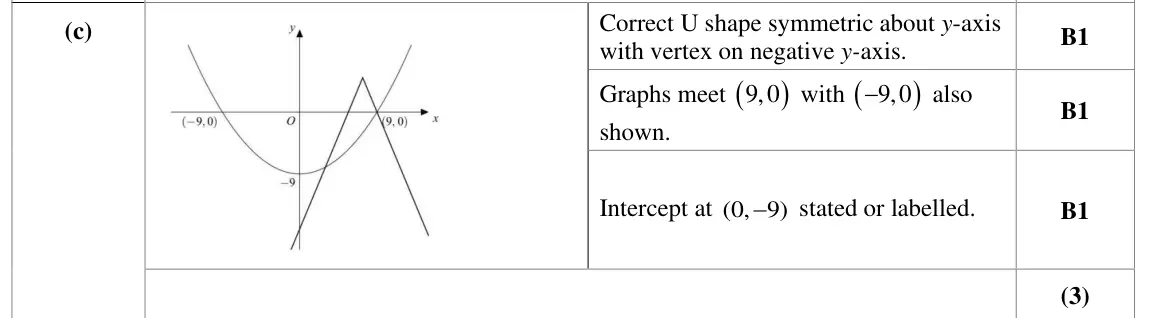 (c)
y
(−9, 0)
O
(9, 0)
x
−9
Correct U shape symmetric about y-axis
with vertex on negative y-axis.
B1
Graphs meet (9,0) with (−9,0) also
shown.
B1
Intercept at (0,−9) stated or labelled.
B1
(3)